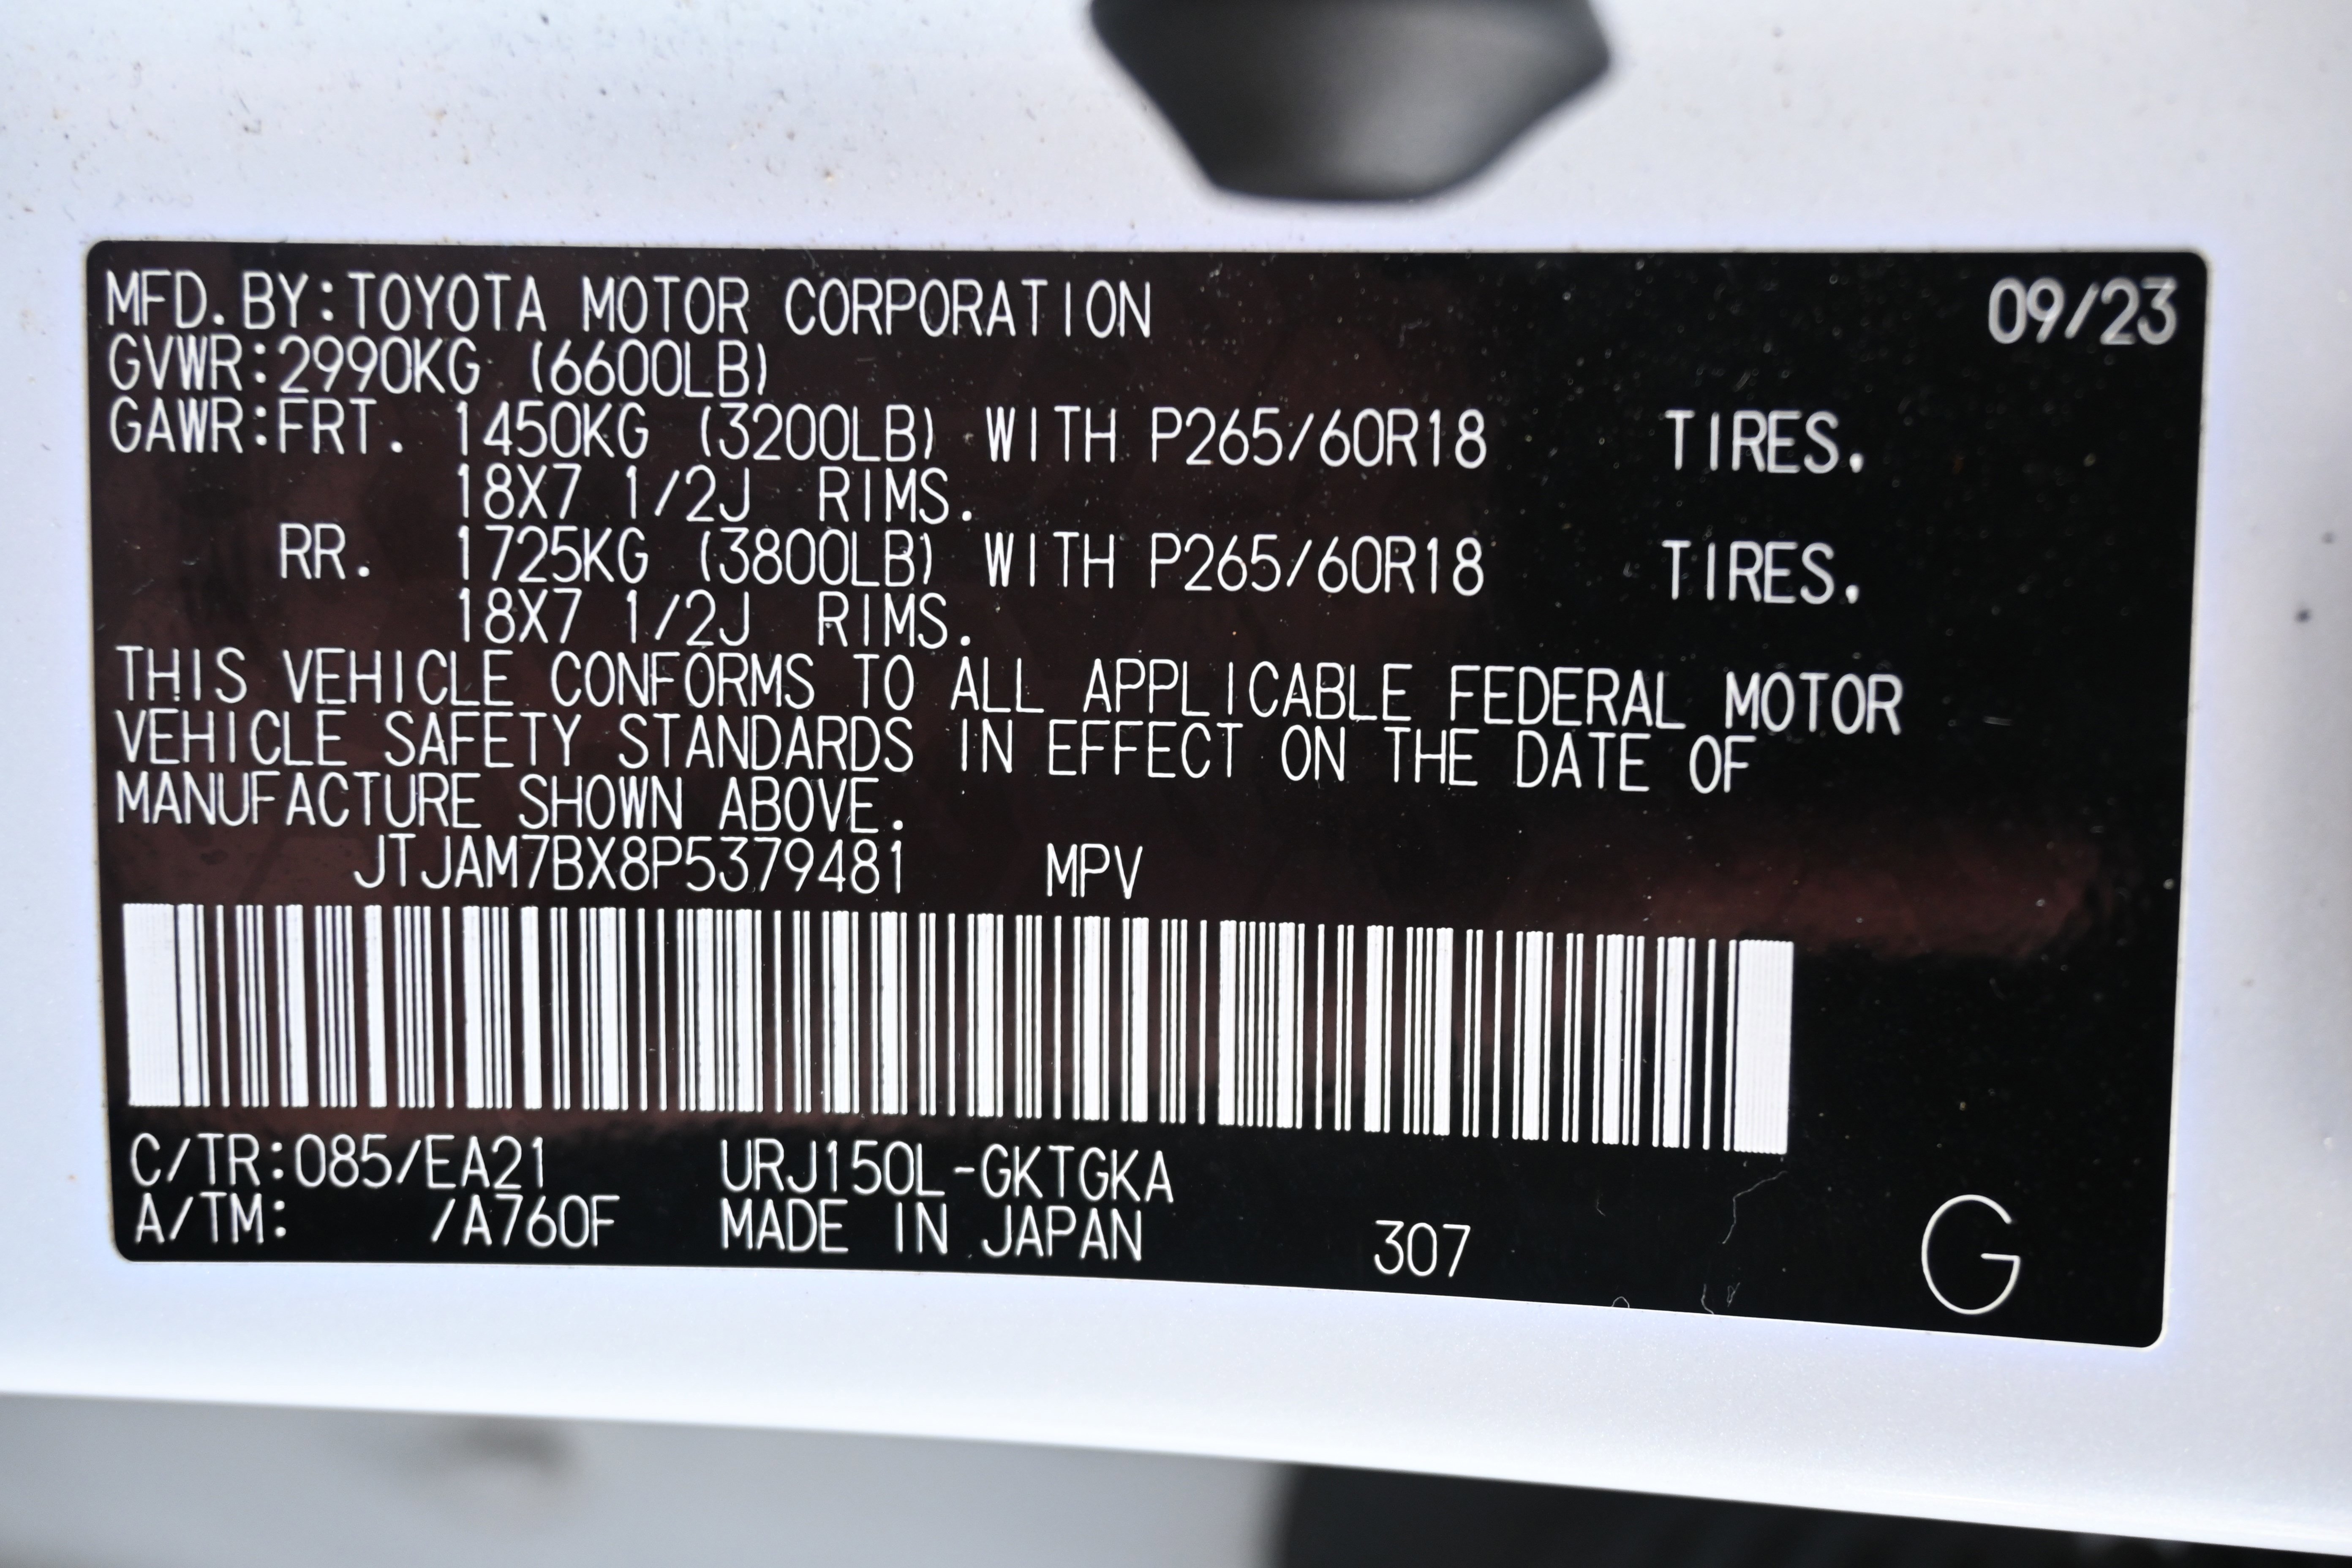 MFD.BY:TOYOTA MOTOR CORPORATION 09/23
GVWR:2990KG (6600LB)
GAWR:FRT. 1450KG (3200LB) WITH P265/60R18 TIRES.
18X7 1/2J RIMS.
RR. 1725KG (3800LB) WITH P265/60R18 TIRES.
18X7 1/2J RIMS.
THIS VEHICLE CONFORMS TO ALL APPLICABLE FEDERAL MOTOR
VEHICLE SAFETY STANDARDS IN EFFECT ON THE DATE OF
MANUFACTURE SHOWN ABOVE.
JTJAM7BX8P5379481 MPV
C/TR:085/EA21 URJ150L-GKTGKA
A/TM: /A760F MADE IN JAPAN 307 G